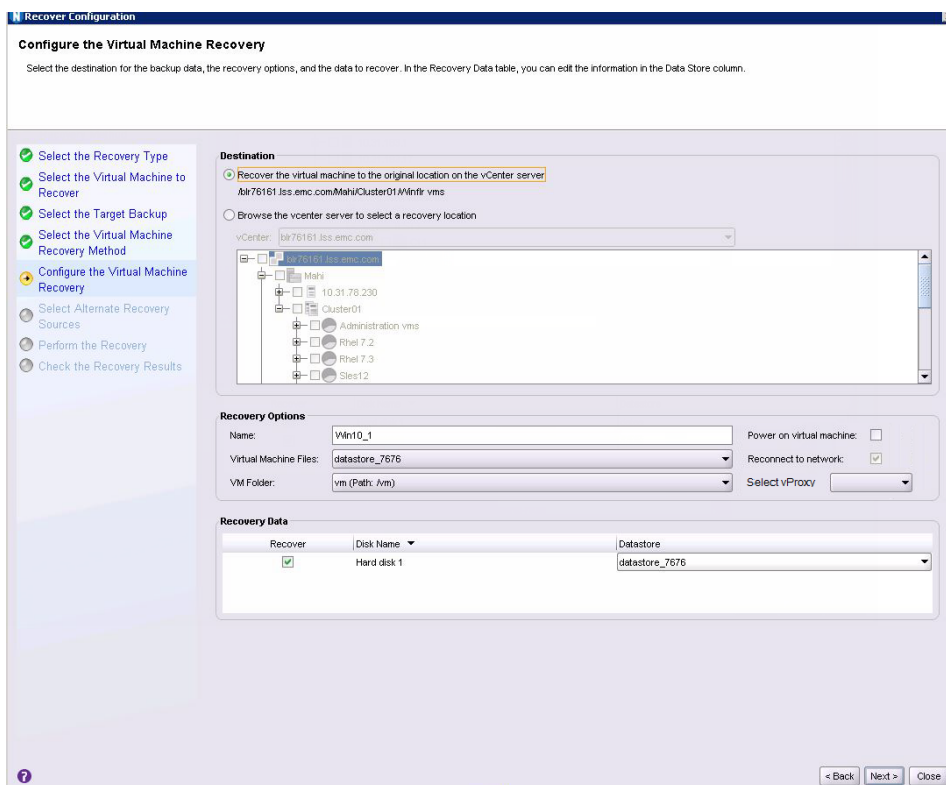 N Recover Configuration
Configure the Virtual Machine Recovery
Select the destination for the backup data, the recovery options, and the data to recover. In the Recovery Data table, you can edit the information in the Data Store column.
Select the Recovery Type
Select the Virtual Machine to
Recover
Select the Target Backup
Select the Virtual Machine
Recovery Method
Configure the Virtual Machine
Recovery
Select Alternate Recovery
Sources
Perform the Recovery
Check the Recovery Results
Destination
Recover the virtual machine to the original location on the vCenter server
/blr76161.lss.emc.com/Mahi/Cluster01/Winflr vms
Browse the vcenter server to select a recovery location
vCenter: blr76161.lss.emc.com
blr76161.lss.emc.com
Mahi
10.31.78.230
Cluster01
Administration vms
Rhel 7.2
Rhel 7.3
Sles12
Recovery Options
Name: Win10_1 Power on virtual machine:
Virtual Machine Files: datastore_7676 Reconnect to network:
VM Folder: vm (Path: /vm) Select vProxy
Recovery Data
Recover Disk Name Datastore
Hard disk 1 datastore_7676
? < Back Next > Close